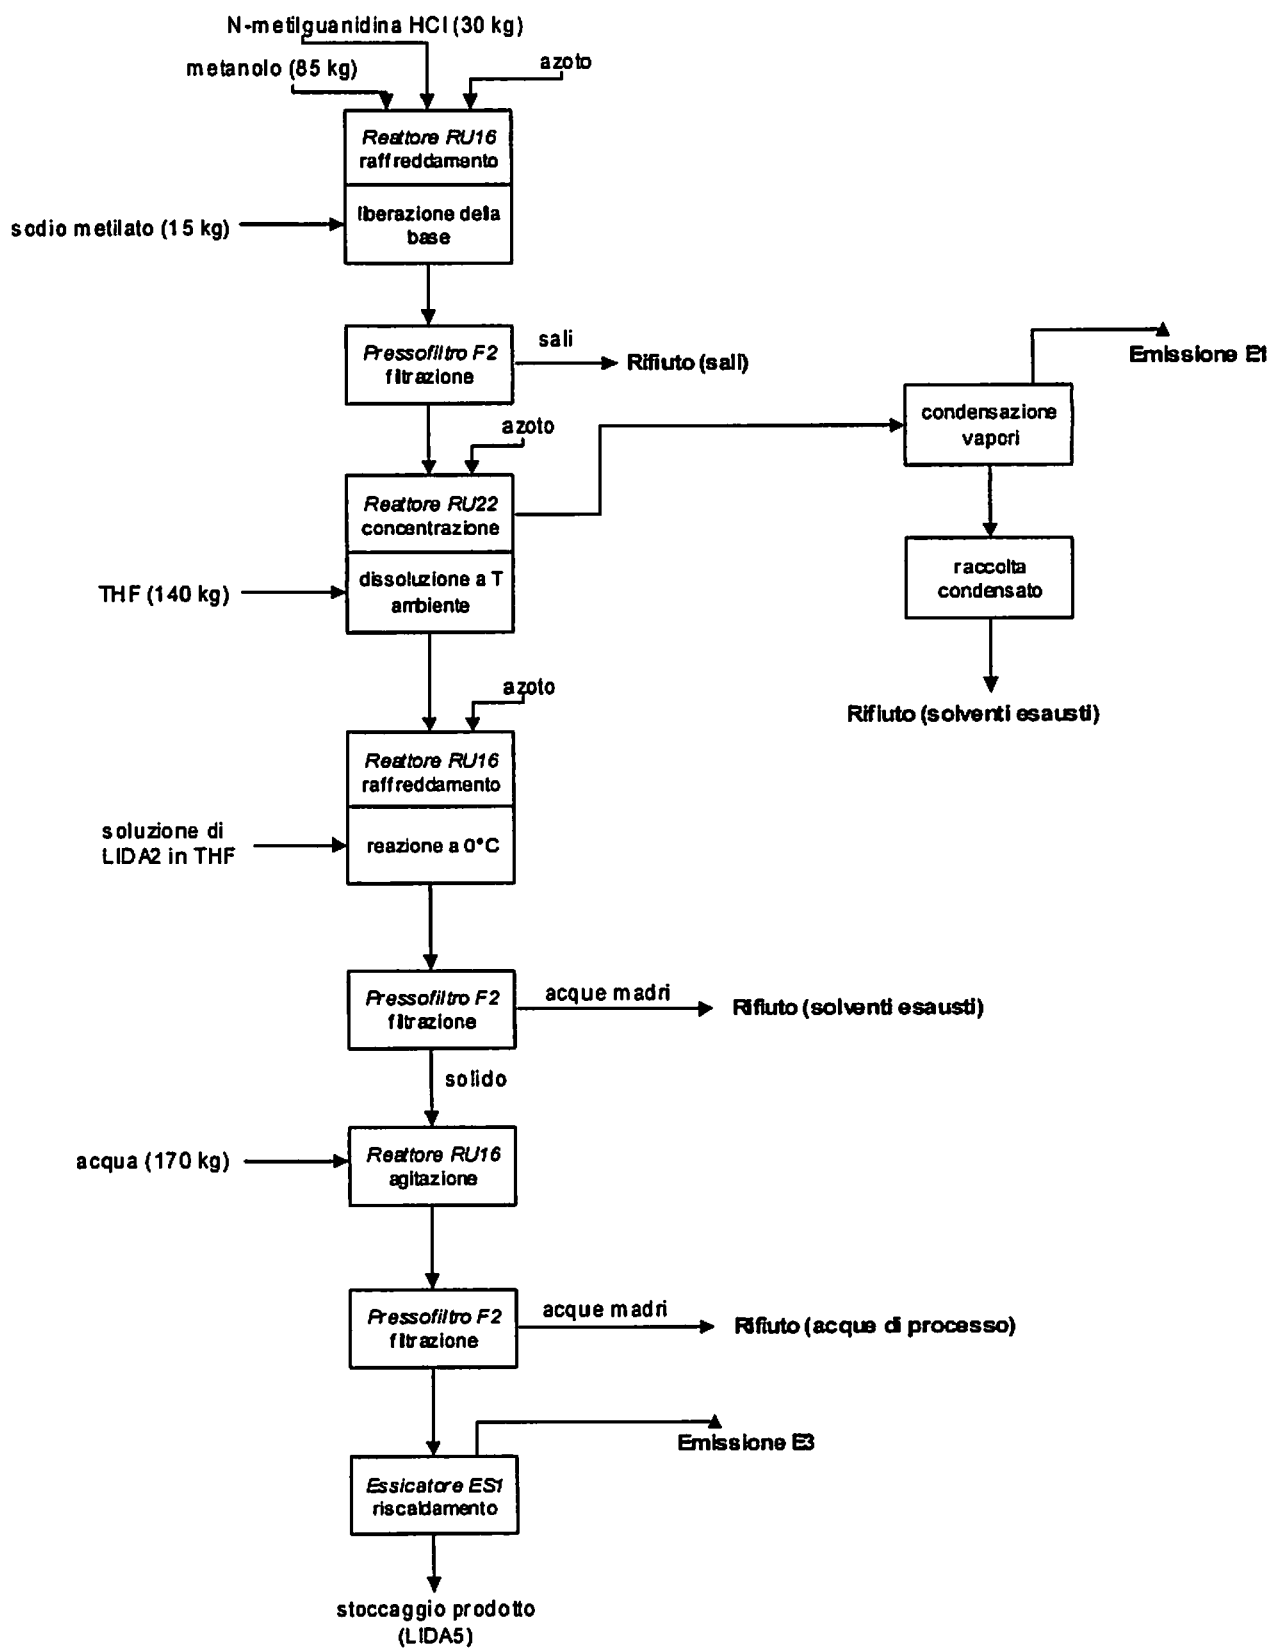 N-metilguanidina HCl (30 kg)
metanolo (85 kg)
azoto
Reattore RU16
raffreddamento
sodio metilato (15 kg)
liberazione della
base
Pressofiltro F2
filtrazione
sali
Rifiuto (sali)
Emissione E1
condensazione
vapori
azoto
Reattore RU22
concentrazione
THF (140 kg)
dissoluzione a T
ambiente
raccolta
condensato
Rifiuto (solventi esausti)
azoto
Reattore RU16
raffreddamento
soluzione di
LIDA2 in THF
reazione a 0°C
Pressofiltro F2
filtrazione
acque madri
Rifiuto (solventi esausti)
solido
acqua (170 kg)
Reattore RU16
agitazione
Pressofiltro F2
filtrazione
acque madri
Rifiuto (acque di processo)
Emissione E3
Essicatore ES1
riscaldamento
stoccaggio prodotto
(LIDA5)